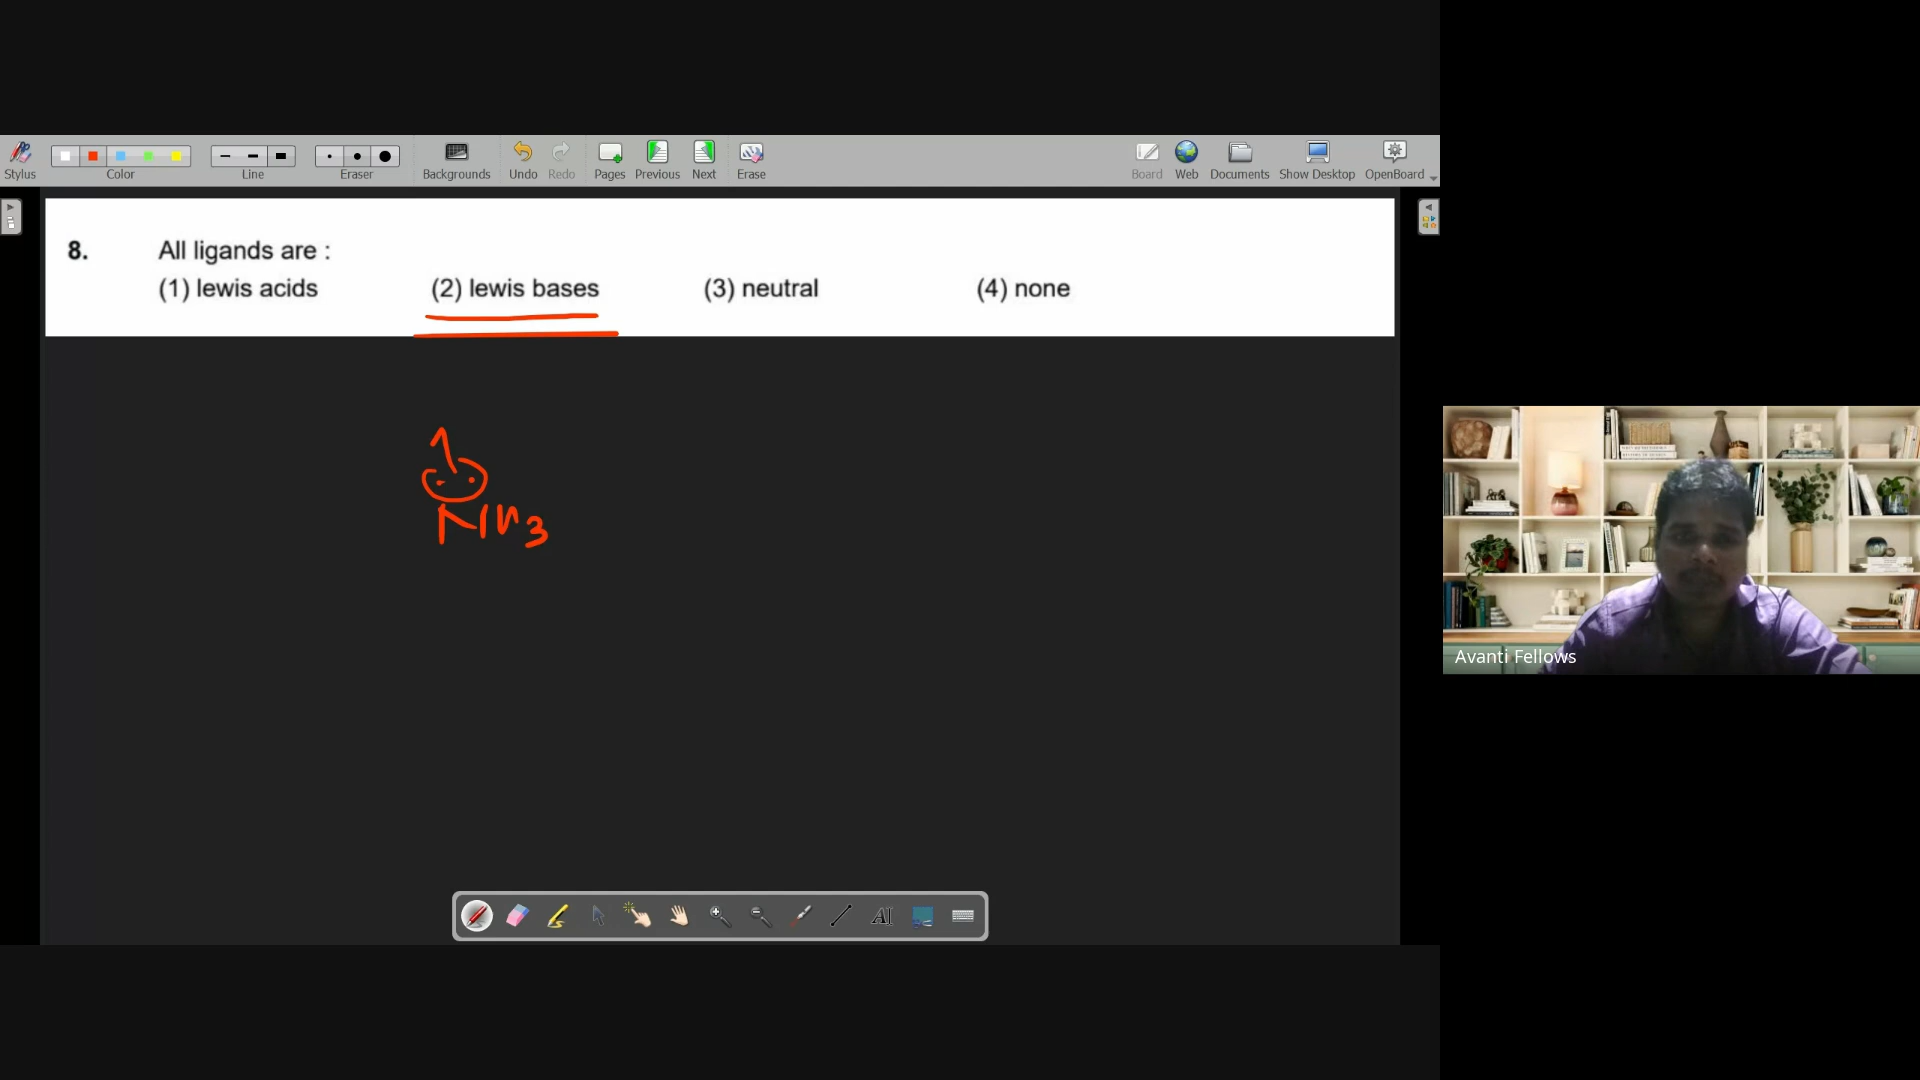 Stylus Color Line Eraser Backgrounds Undo Redo Pages Previous Next Erase Board Web Documents Show Desktop OpenBoard
8. All ligands are :
(1) lewis acids (2) lewis bases (3) neutral (4) none
NH3
Avanti Fellows